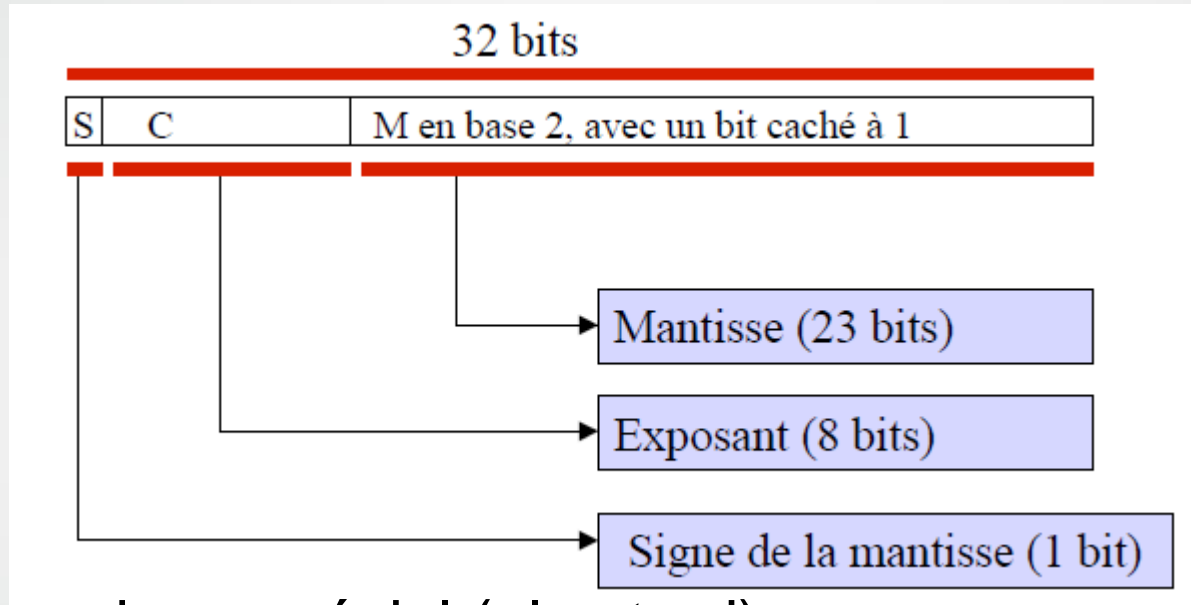 32 bits
S C M en base 2, avec un bit caché à 1
Mantisse (23 bits)
Exposant (8 bits)
Signe de la mantisse (1 bit)